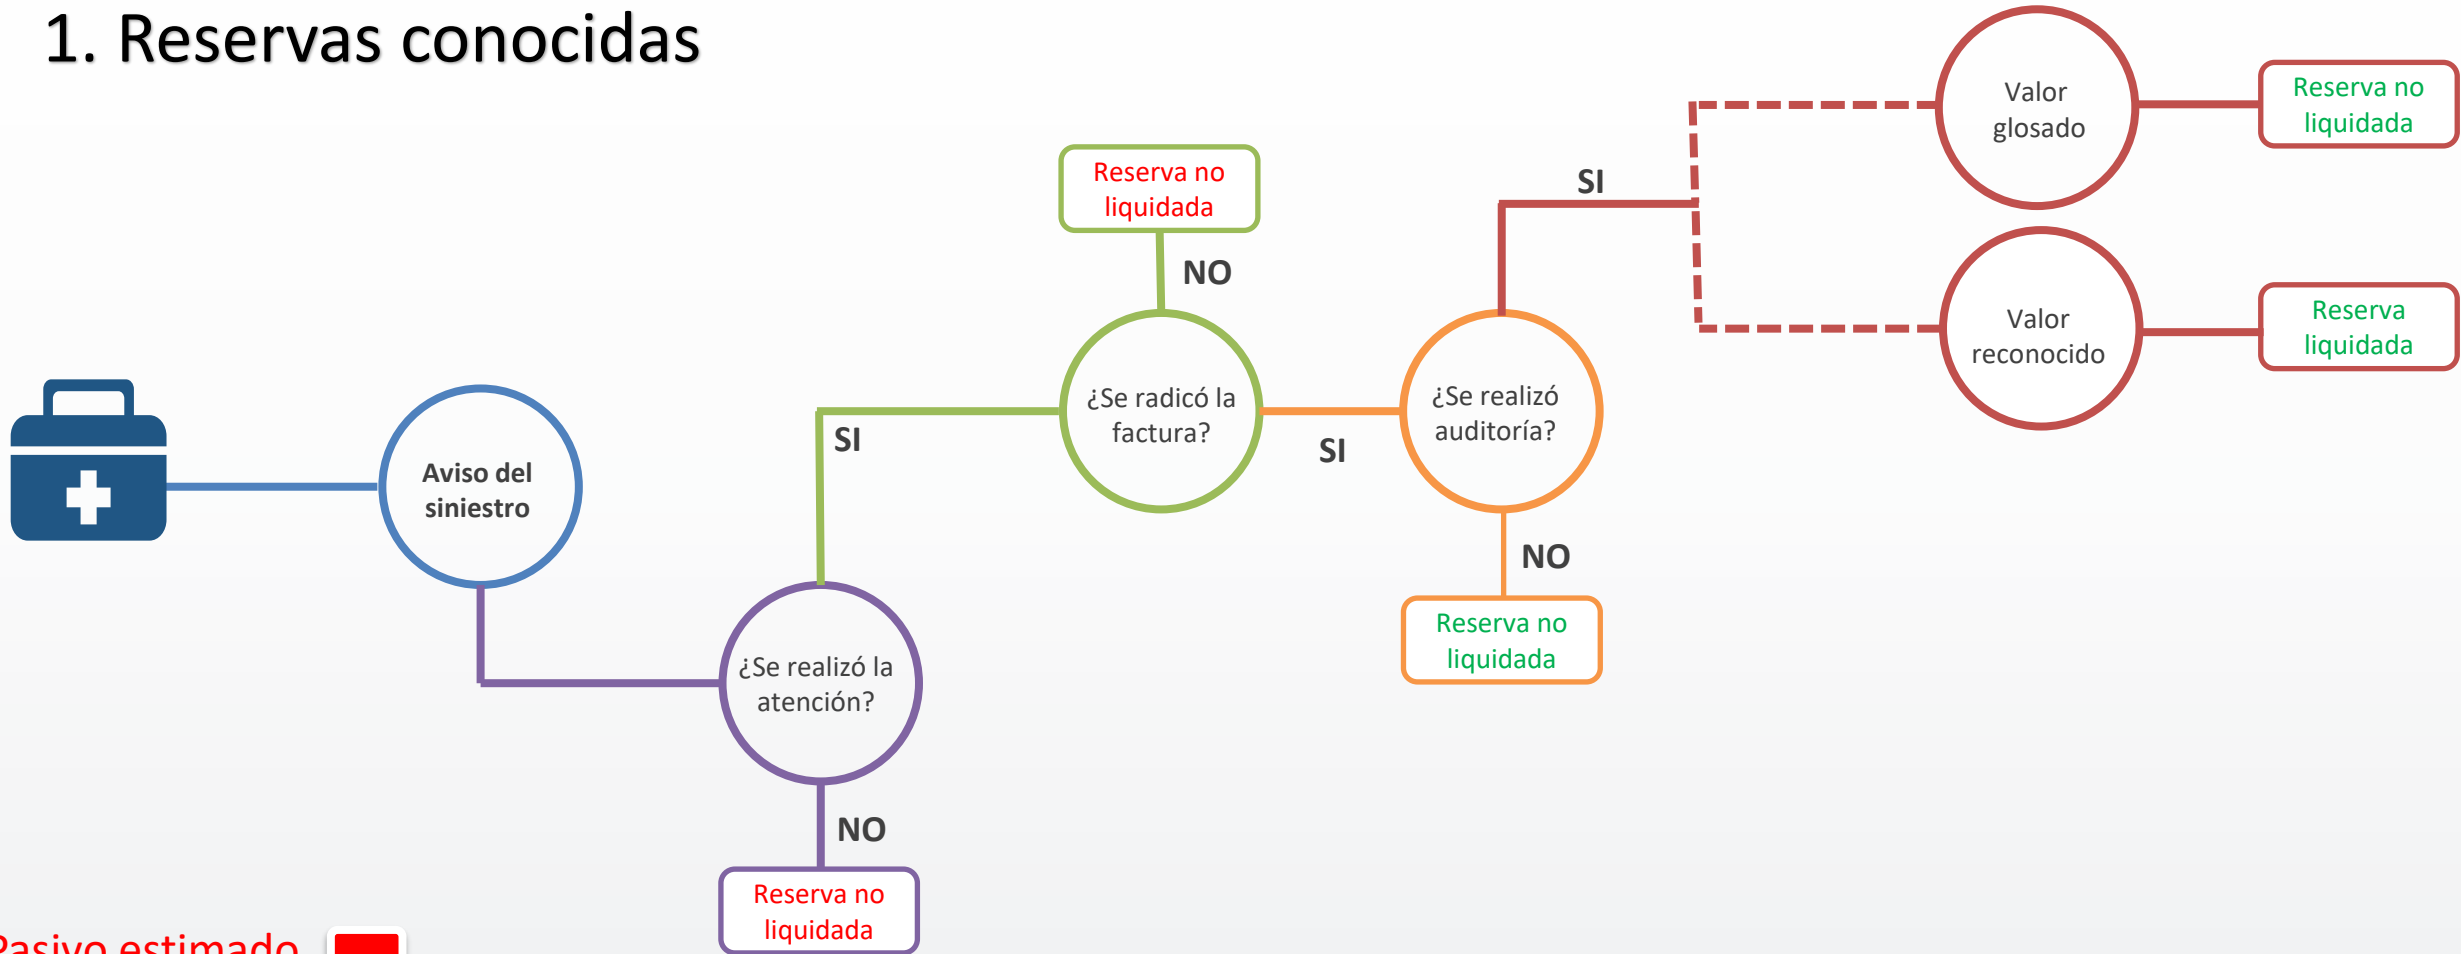 1. Reservas conocidas
Valor
glosado
Reserva no
liquidada
Reserva no
liquidada
SI
NO
Valor
reconocido
Reserva
liquidada
¿Se radicó la
factura?
¿Se realizó
auditoría?
SI
SI
Aviso del
siniestro
NO
Reserva no
liquidada
¿Se realizó la
atención?
NO
Reserva no
liquidada
Pasivo estimado